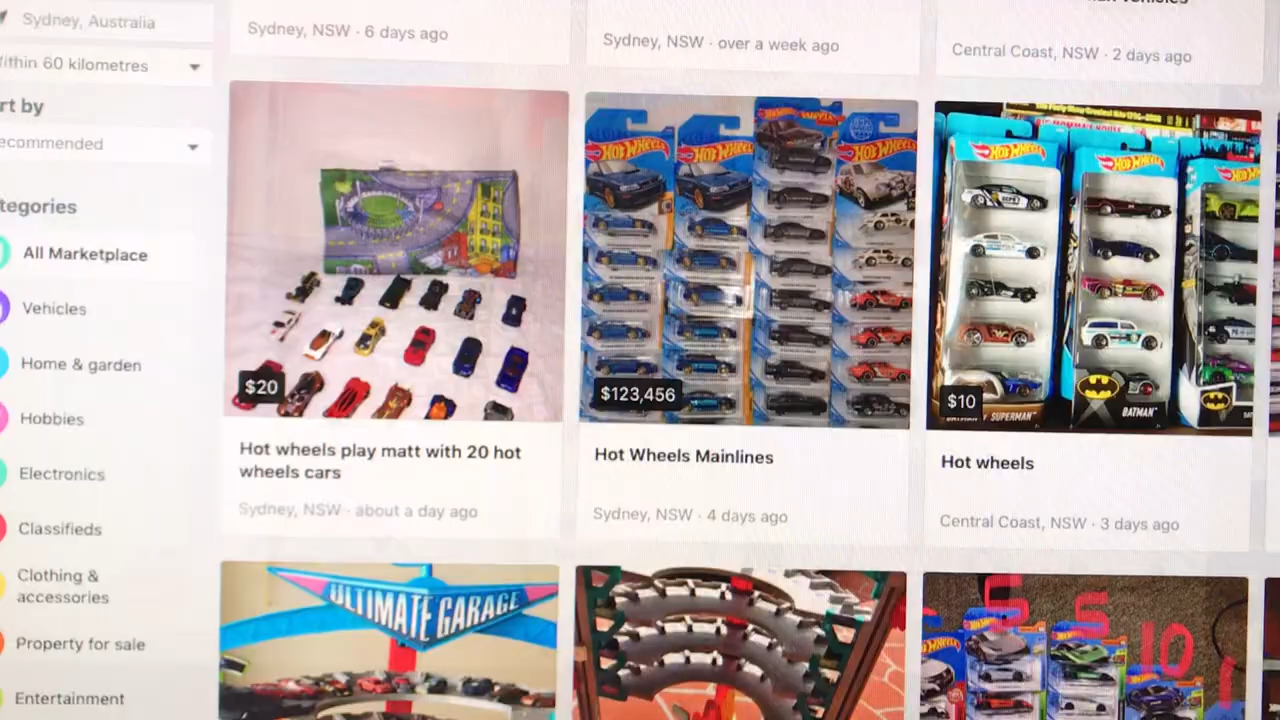 Sydney, Australia
ithin 60 kilometres
rt by
ecommended
tegories
All Marketplace
Vehicles
Home & garden
Hobbies
Electronics
Classifieds
Clothing &
accessories
Property for sale
Entertainment
Sydney, NSW · 6 days ago
Sydney, NSW · over a week ago
Central Coast, NSW · 2 days ago
$20
Hot wheels play matt with 20 hot
wheels cars
Sydney, NSW · about a day ago
HOT WHEELS
HOT WHEELS
HOT WHEELS
HOT WHEELS
$123,456
Hot Wheels Mainlines
Sydney, NSW · 4 days ago
HOT WHEELS
HOT WHEELS
HOT WH
SUPERMAN
BATMAN
$10
Hot wheels
Central Coast, NSW · 3 days ago
ULTIMATE GARAGE
5
5
10